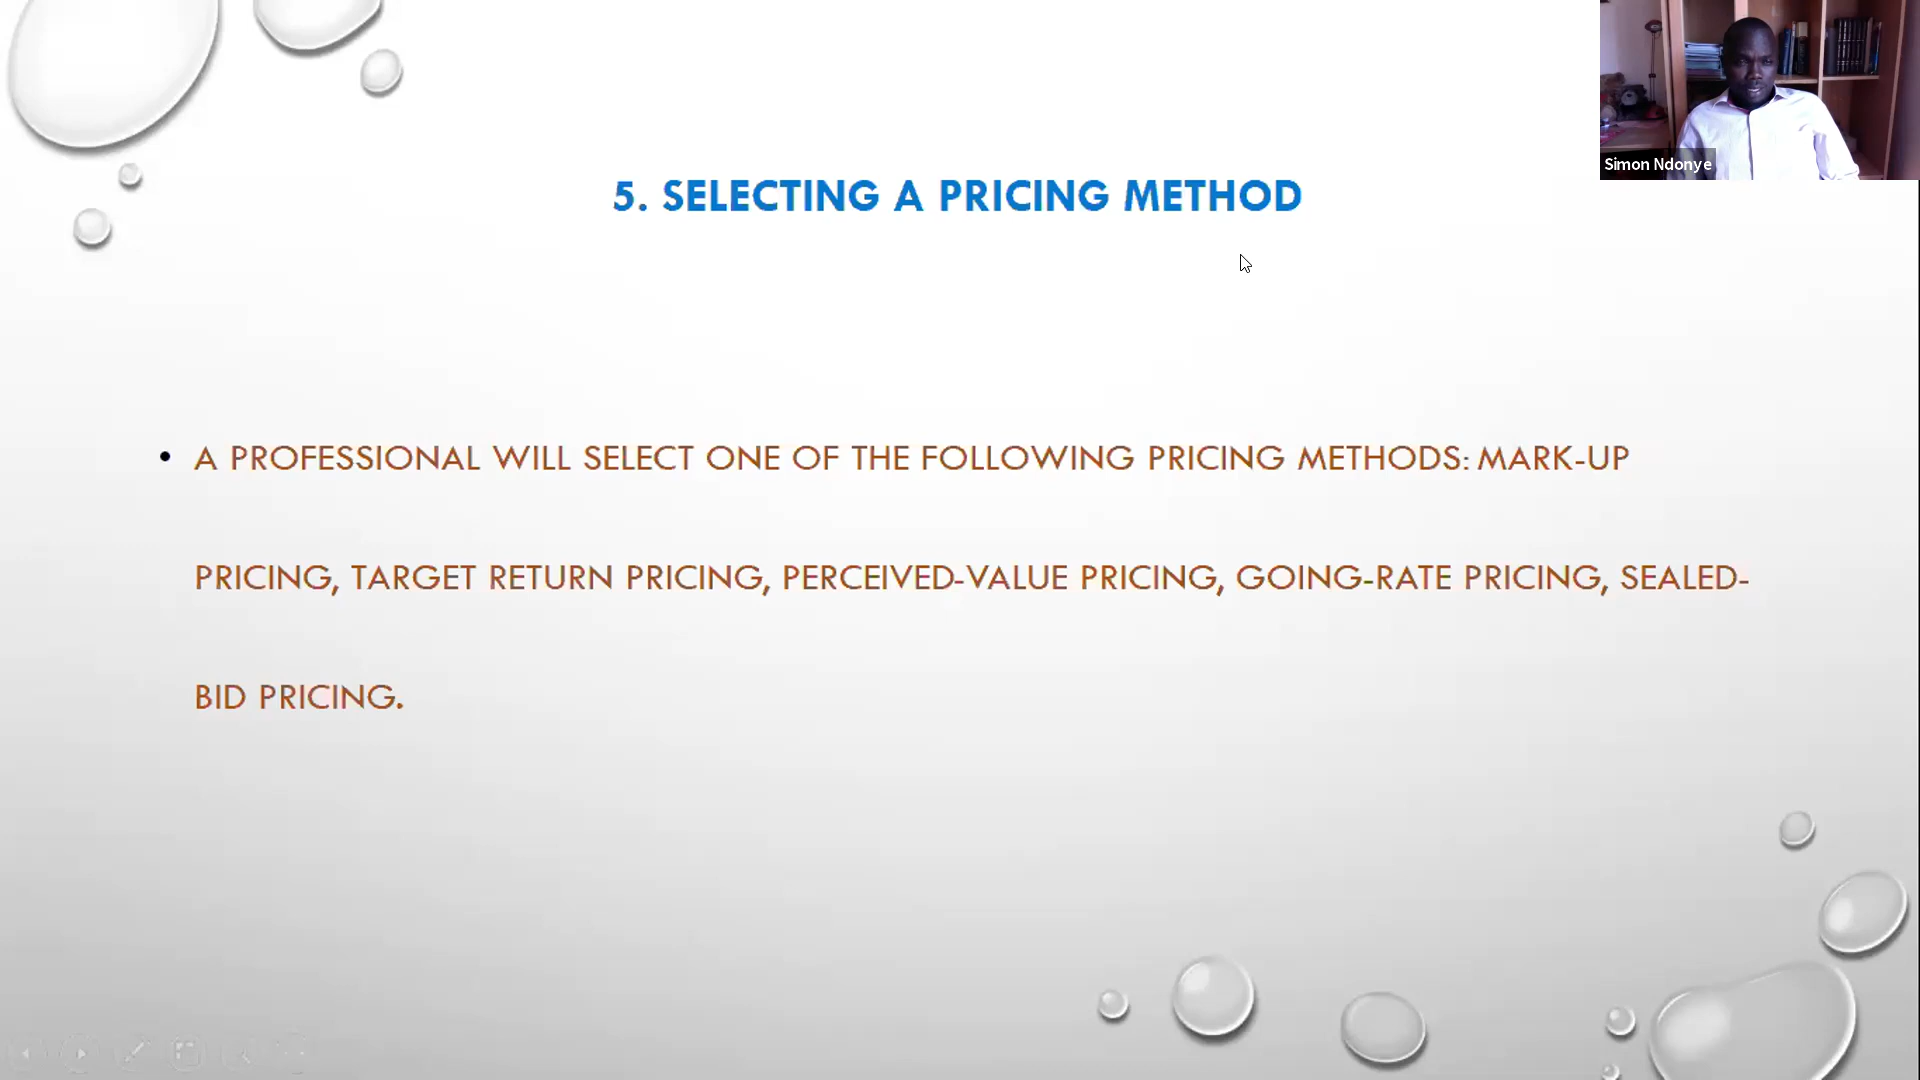 Simon Ndonye
5. SELECTING A PRICING METHOD
• A PROFESSIONAL WILL SELECT ONE OF THE FOLLOWING PRICING METHODS: MARK-UP
PRICING, TARGET RETURN PRICING, PERCEIVED-VALUE PRICING, GOING-RATE PRICING, SEALED-
BID PRICING.